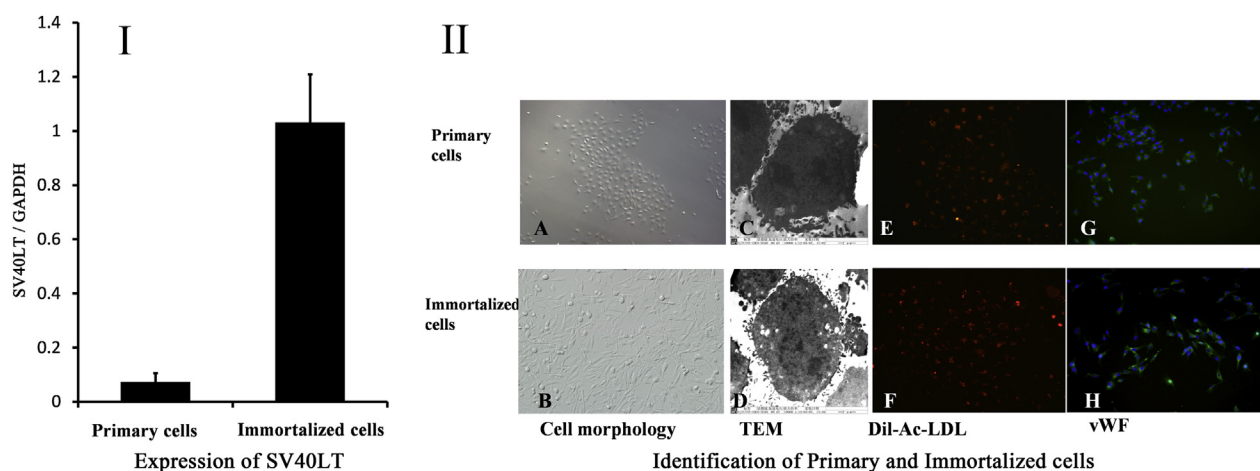 I
1.4
1.2
1
0.8
0.6
0.4
0.2
0
SV40LT / GAPDH
Primary cells
Immortalized cells
Expression of SV40LT
II
Primary
cells
A
C
E
G
Immortalized
cells
B
D
F
H
Cell morphology
TEM
Dil-Ac-LDL
vWF
Identification of Primary and Immortalized cells